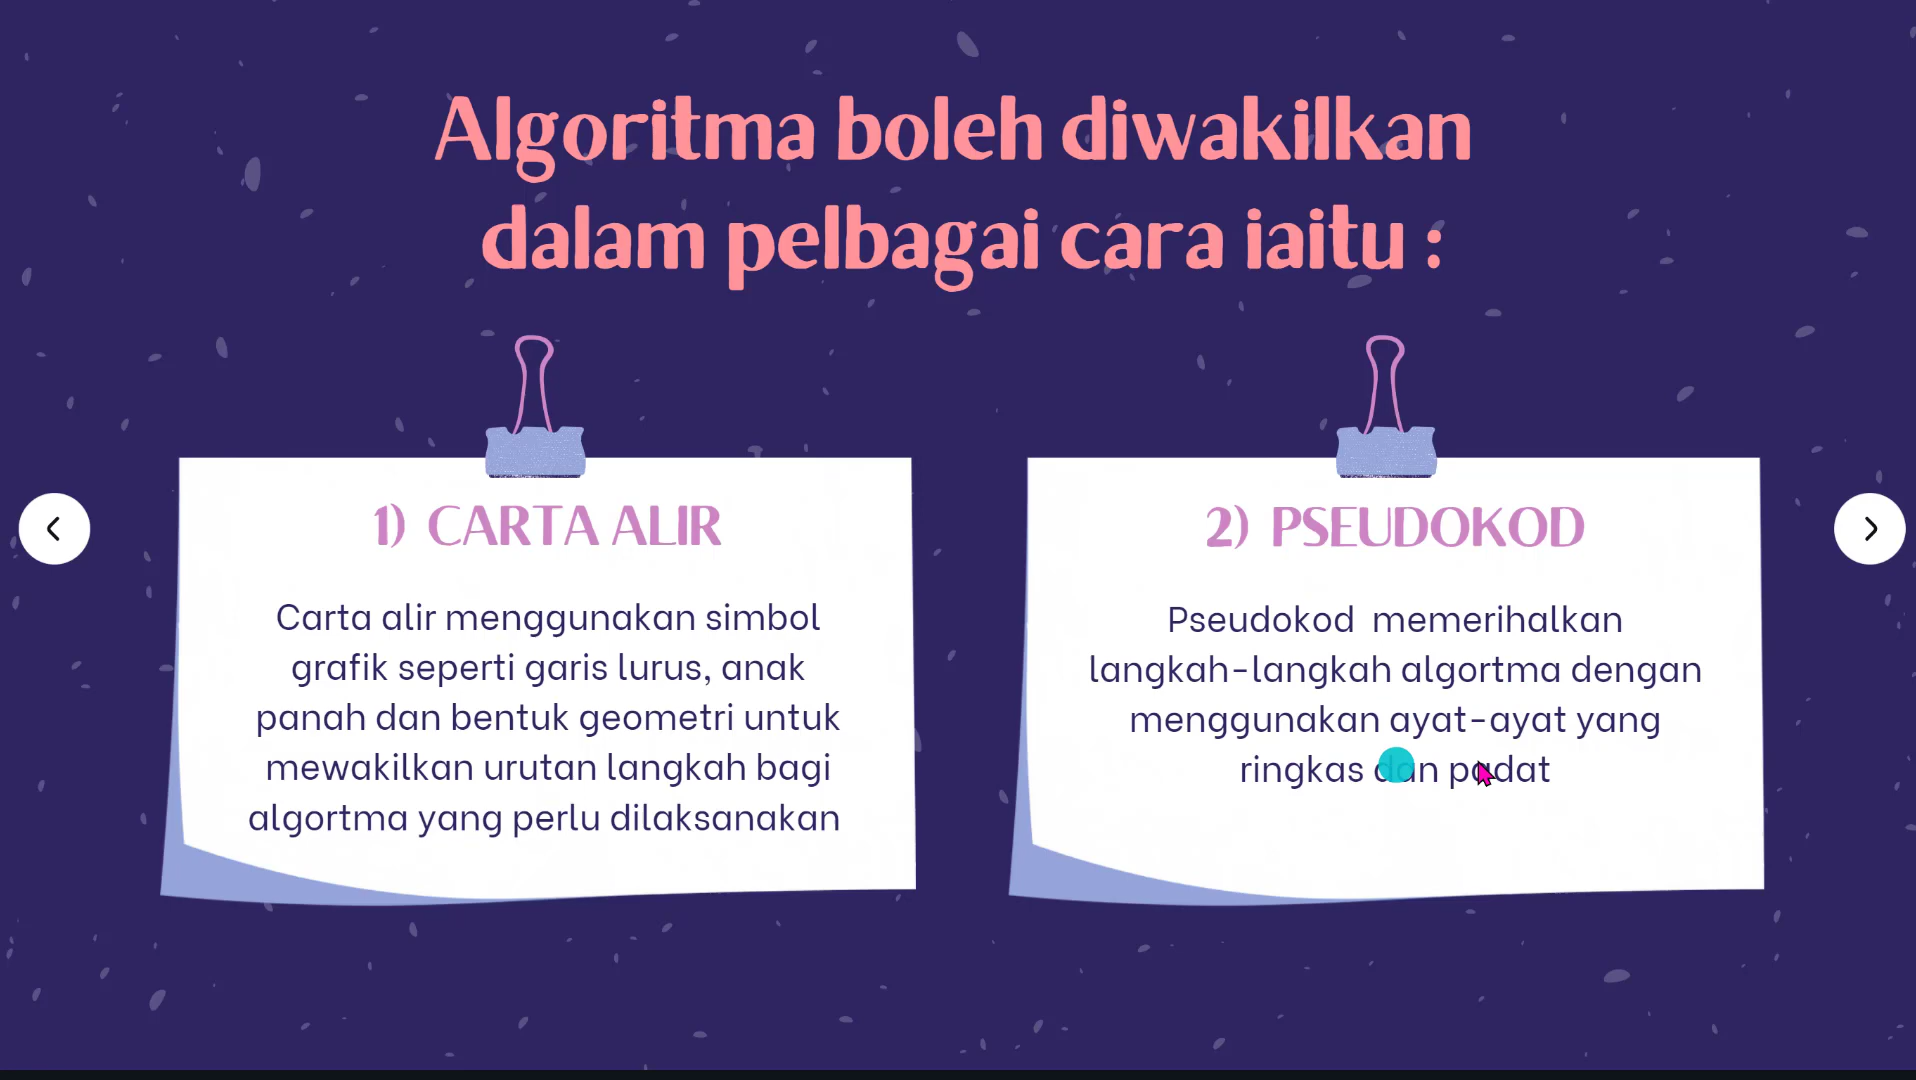 Algoritma boleh diwakilkan
dalam pelbagai cara iaitu :
1) CARTA ALIR
Carta alir menggunakan simbol
grafik seperti garis lurus, anak
panah dan bentuk geometri untuk
mewakilkan urutan langkah bagi
algortma yang perlu dilaksanakan
2) PSEUDOKOD
Pseudokod memerihalkan
langkah-langkah algortma dengan
menggunakan ayat-ayat yang
ringkas dan padat